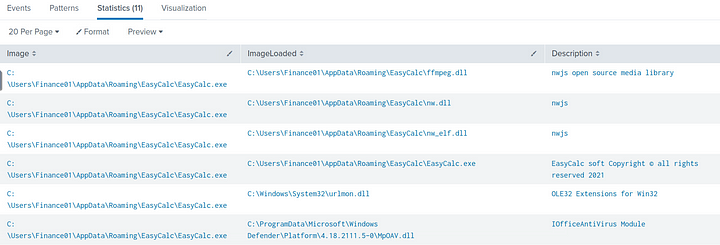 Events Patterns Statistics (11) Visualization
20 Per Page Format Preview
Image ImageLoaded Description
C: C:\Users\Finance01\AppData\Roaming\EasyCalc\ffmpeg.dll nwjs open source media library
\Users\Finance01\AppData\Roaming\EasyCalc\EasyCalc.exe
C: C:\Users\Finance01\AppData\Roaming\EasyCalc\nw.dll nwjs
\Users\Finance01\AppData\Roaming\EasyCalc\EasyCalc.exe
C: C:\Users\Finance01\AppData\Roaming\EasyCalc\nw_elf.dll nwjs
\Users\Finance01\AppData\Roaming\EasyCalc\EasyCalc.exe
C: C:\Users\Finance01\AppData\Roaming\EasyCalc\EasyCalc.exe EasyCalc soft Copyright © all rights
\Users\Finance01\AppData\Roaming\EasyCalc\EasyCalc.exe reserved 2021
C: C:\Windows\System32\urlmon.dll OLE32 Extensions for Win32
\Users\Finance01\AppData\Roaming\EasyCalc\EasyCalc.exe
C: C:\ProgramData\Microsoft\Windows IOfficeAntiVirus Module
\Users\Finance01\AppData\Roaming\EasyCalc\EasyCalc.exe Defender\Platform\4.18.2111.5-0\MpOAV.dll